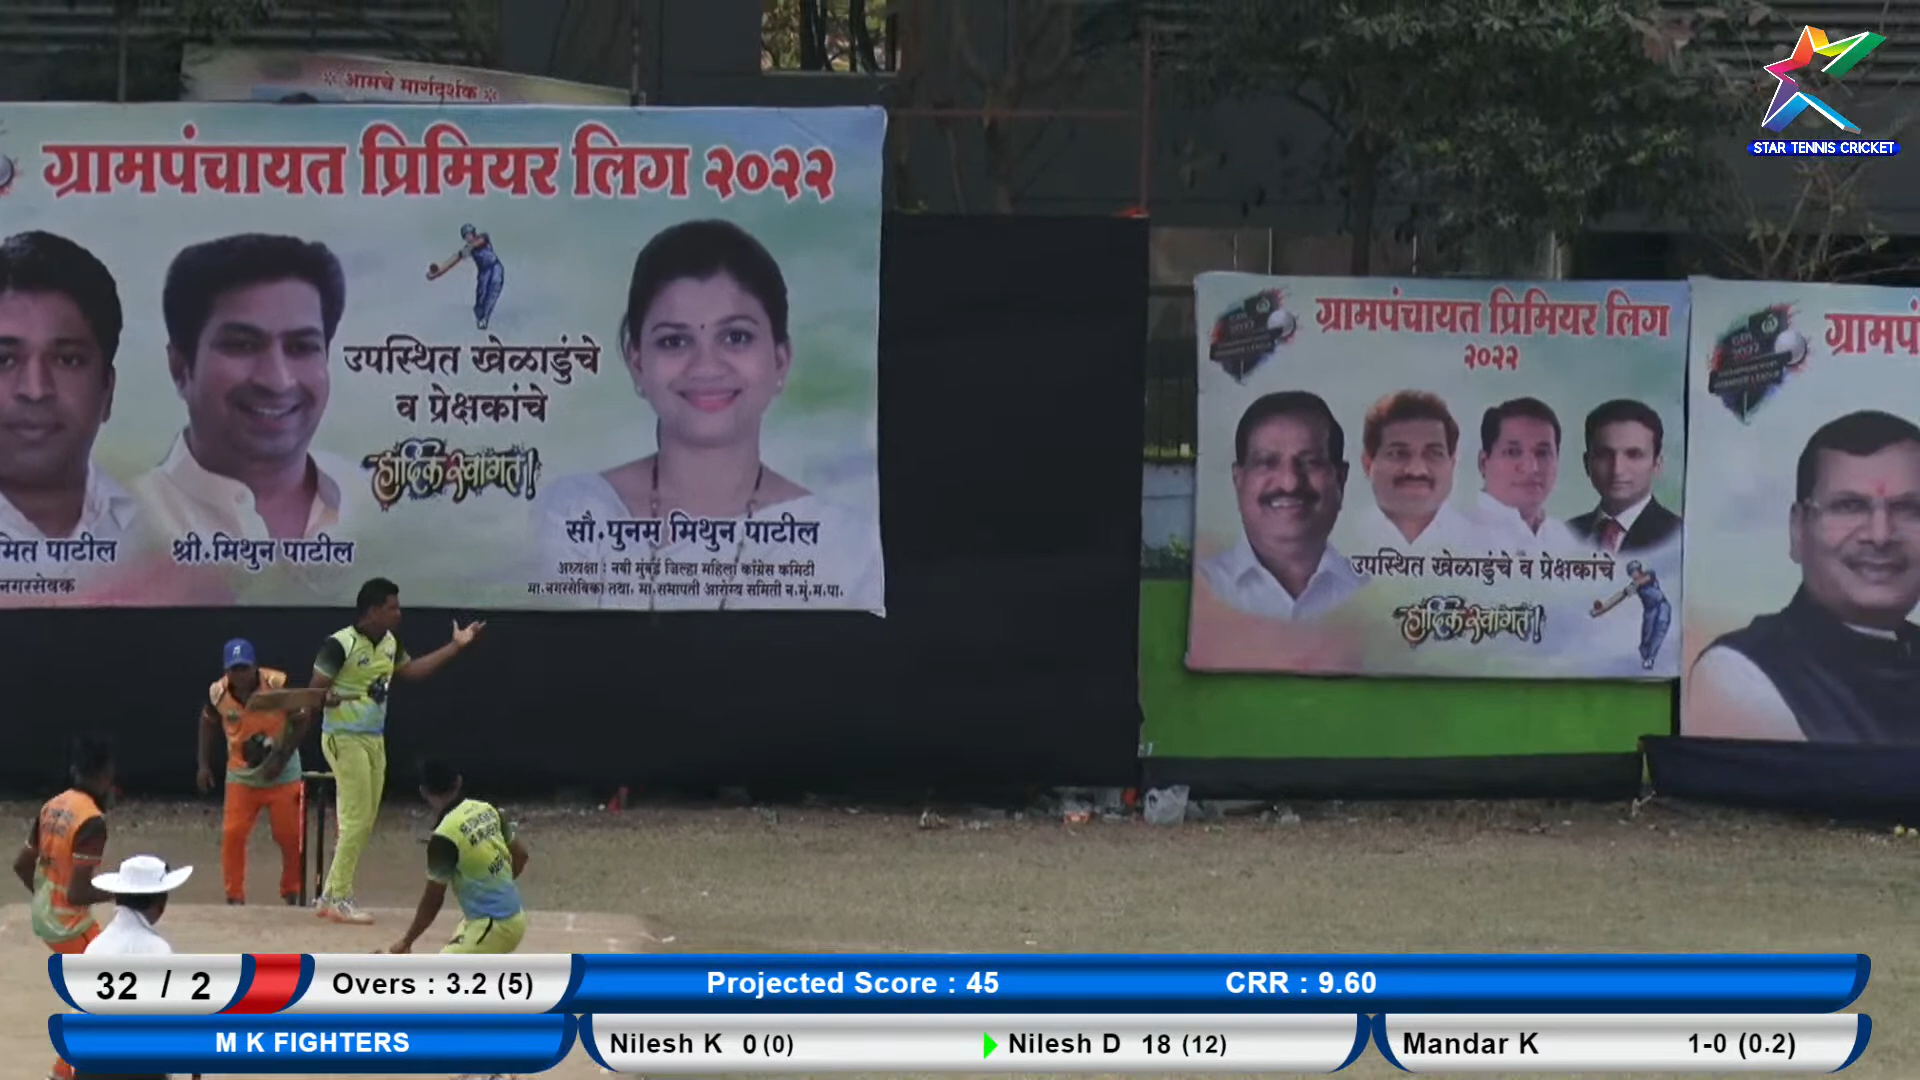 आमचे मार्गदर्शक
ग्रामपंचायत प्रिमियर लिग २०२२
उपस्थित खेळाडुंचे
व प्रेक्षकांचे
हार्दिक स्वागत!
मित पाटील
नगरसेवक
श्री.मिथुन पाटील
सौ.पुनम मिथुन पाटील
अध्यक्षा : नवी मुंबई जिल्हा महिला काँग्रेस कमिटी
मा.नगरसेविका तथा, मा.सभापती आरोग्य समिती न.मुं.म.पा.
ग्रामपंचायत प्रिमियर लिग
२०२२
उपस्थित खेळाडुंचे व प्रेक्षकांचे
हार्दिक स्वागत!
ग्रामपं
STAR TENNIS CRICKET
32 / 2
Overs : 3.2 (5)
Projected Score : 45
CRR : 9.60
M K FIGHTERS
Nilesh K 0 (0)
Nilesh D 18 (12)
Mandar K 1-0 (0.2)